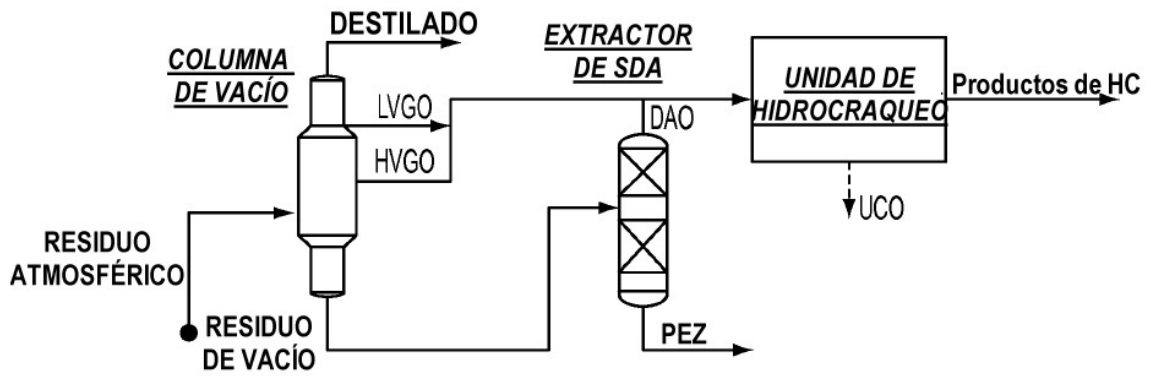 DESTILADO
COLUMNA
DE VACÍO
EXTRACTOR
DE SDA
UNIDAD DE
HIDROCRAQUEO
Productos de HC
LVGO
DAO
HVGO
UCO
RESIDUO
ATMOSFÉRICO
RESIDUO
DE VACÍO
PEZ